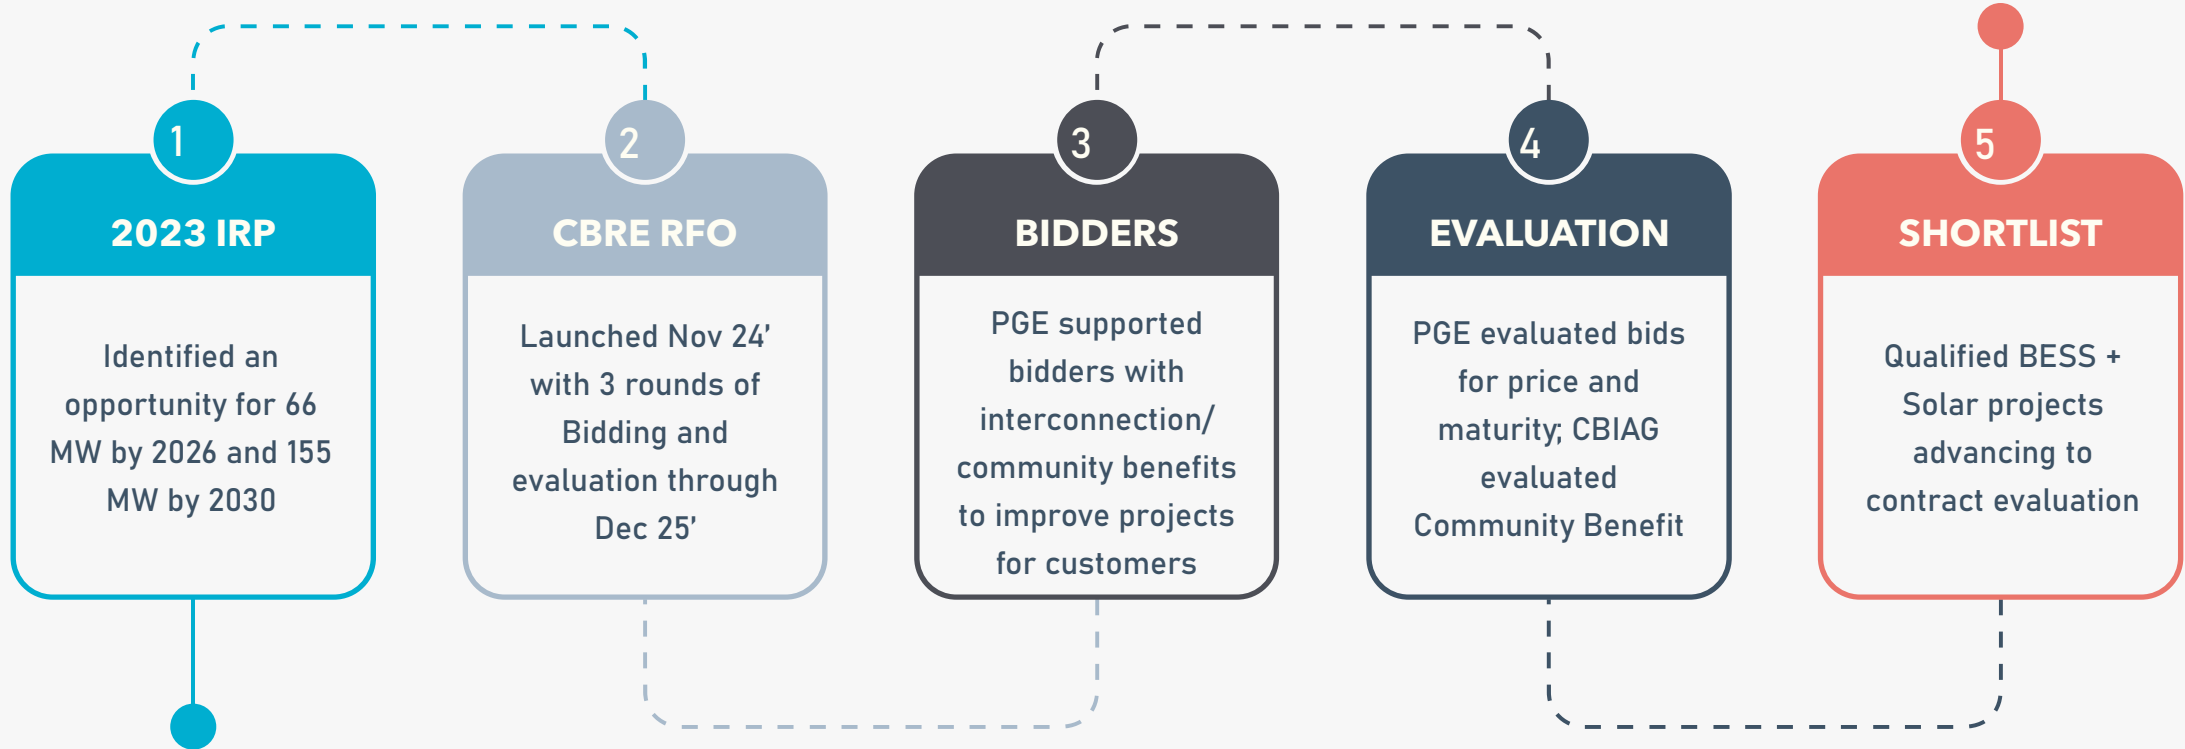 1
2023 IRP
Identified an
opportunity for 66
MW by 2026 and 155
MW by 2030
2
CBRE RFO
Launched Nov 24’
with 3 rounds of
Bidding and
evaluation through
Dec 25’
3
BIDDERS
PGE supported
bidders with
interconnection/
community benefits
to improve projects
for customers
4
EVALUATION
PGE evaluated bids
for price and
maturity; CBIAG
evaluated
Community Benefit
5
SHORTLIST
Qualified BESS +
Solar projects
advancing to
contract evaluation